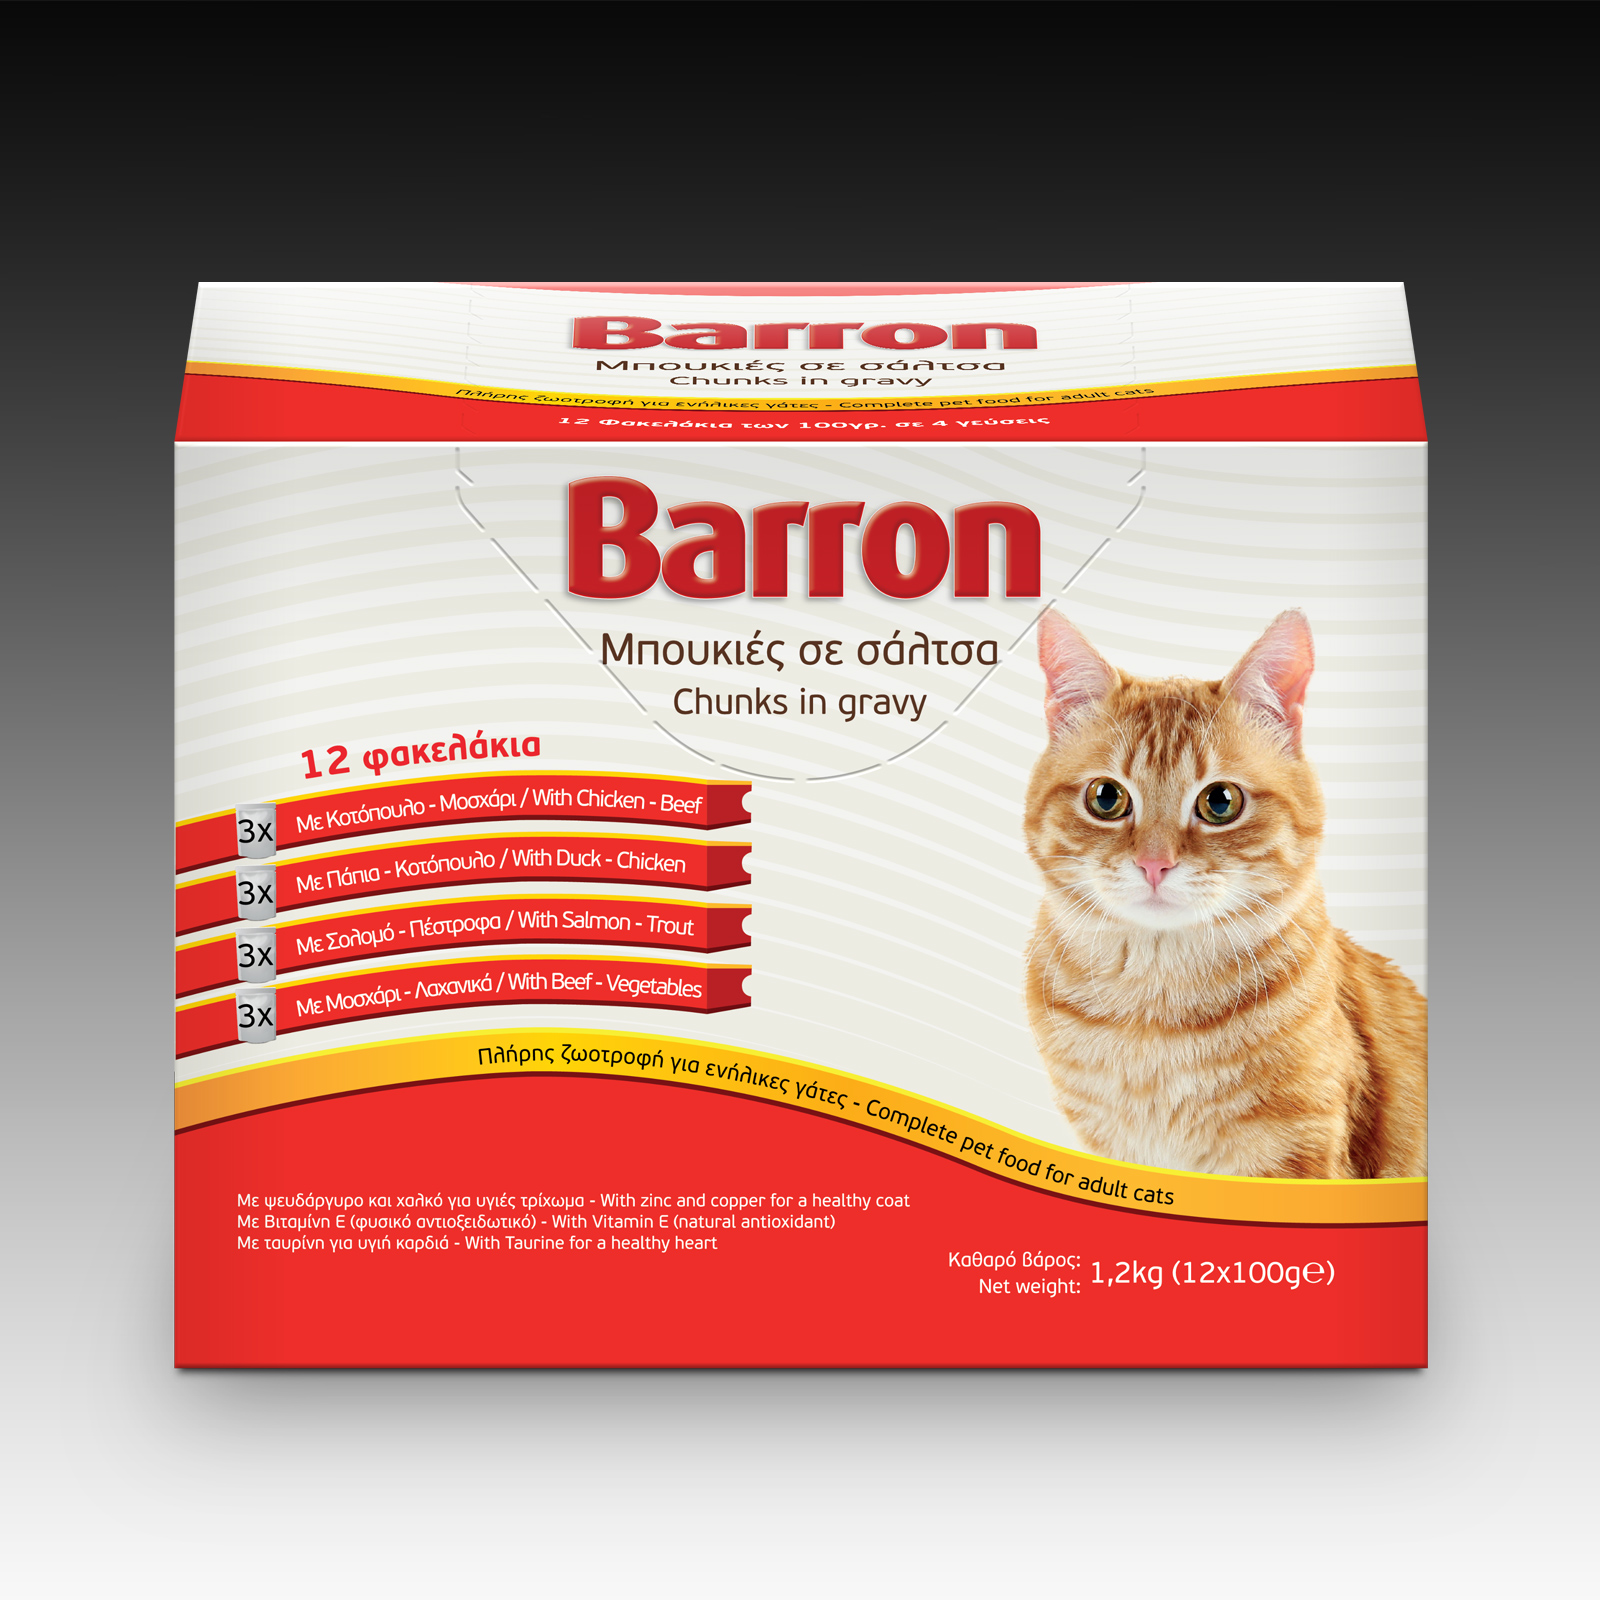 Barron
Μπουκιές σε σάλτσα
Chunks in gravy
Πλήρης ζωοτροφή για ενήλικες γάτες - Complete pet food for adult cats
12 Φακελάκια των 100γρ. σε 4 γεύσεις
Barron
Μπουκιές σε σάλτσα
Chunks in gravy
12 φακελάκια
3x Με Κοτόπουλο - Μοσχάρι / With Chicken - Beef
3x Με Πάπια - Κοτόπουλο / With Duck - Chicken
3x Με Σολομό - Πέστροφα / With Salmon - Trout
3x Με Μοσχάρι - Λαχανικά / With Beef - Vegetables
Πλήρης ζωοτροφή για ενήλικες γάτες - Complete pet food for adult cats
Με ψευδάργυρο και χαλκό για υγιές τρίχωμα - With zinc and copper for a healthy coat
Με Βιταμίνη Ε (φυσικό αντιοξειδωτικό) - With Vitamin E (natural antioxidant)
Με ταυρίνη για υγιή καρδιά - With Taurine for a healthy heart
Καθαρό βάρος:
Net weight: 1,2kg (12x100g℮)